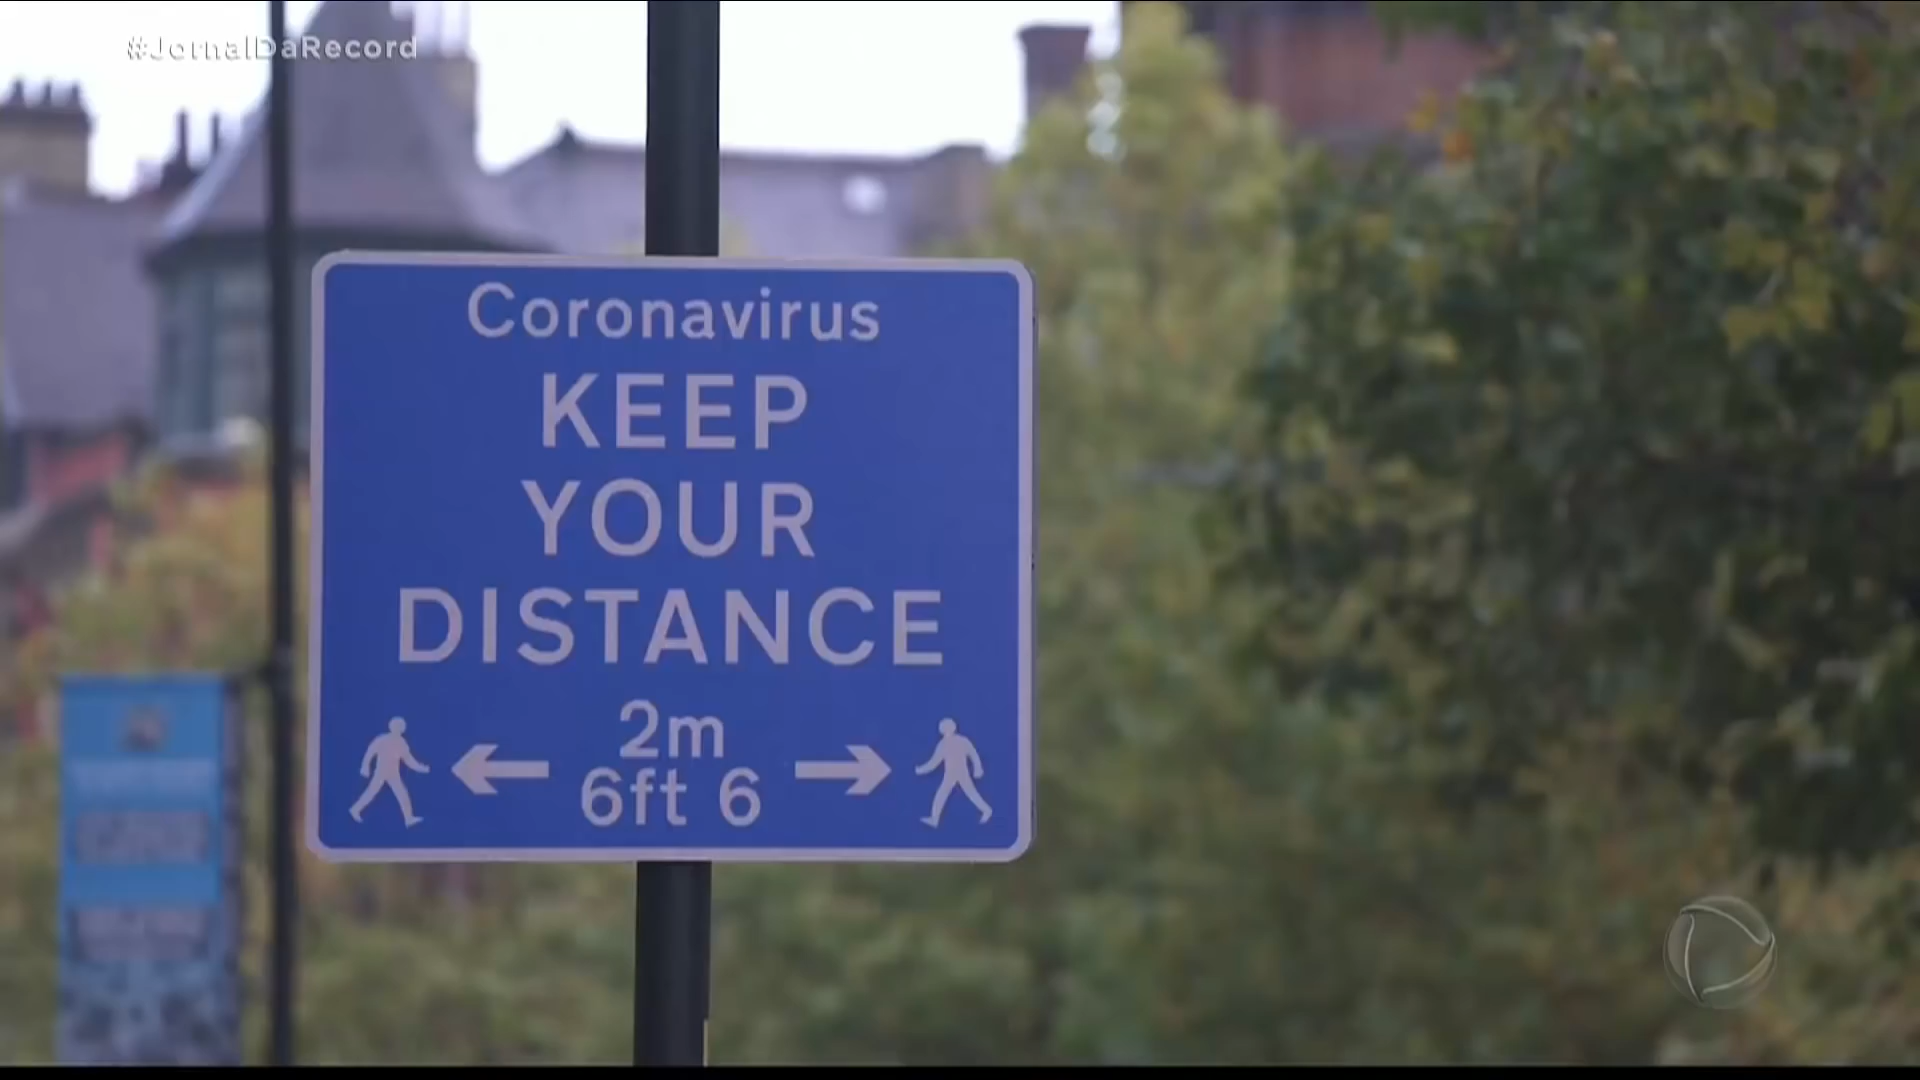 #JornalDaRecord
Coronavirus
KEEP
YOUR
DISTANCE
2m
6ft 6